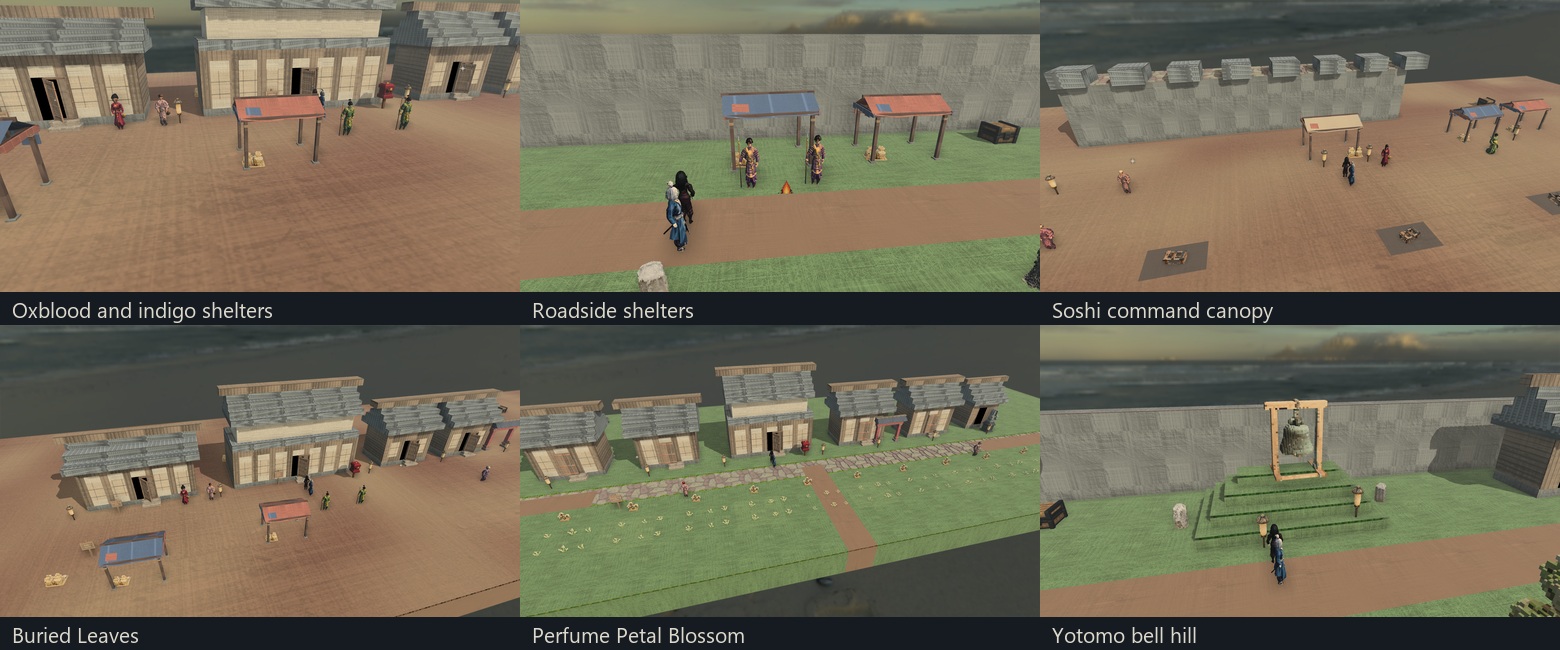 Oxblood and indigo shelters
Roadside shelters
Soshi command canopy
Buried Leaves
Perfume Petal Blossom
Yotomo bell hill